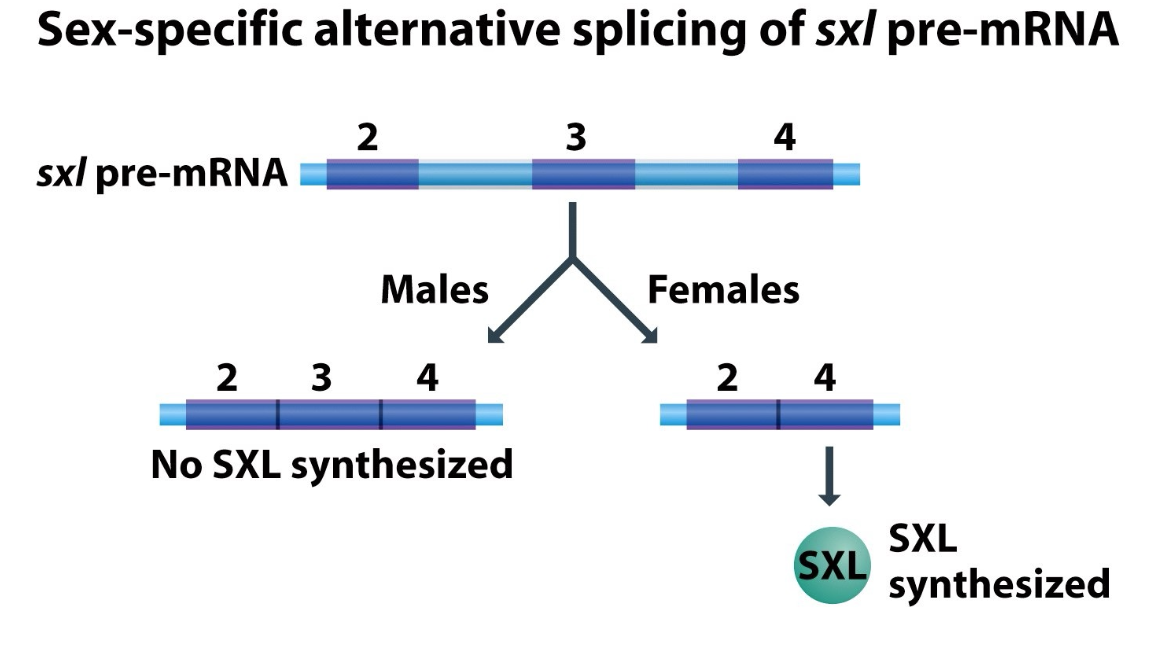 Sex-specific alternative splicing of sxl pre-mRNA
2 3 4
sxl pre-mRNA
Males Females
2 3 4 2 4
No SXL synthesized
SXL
SXL
synthesized